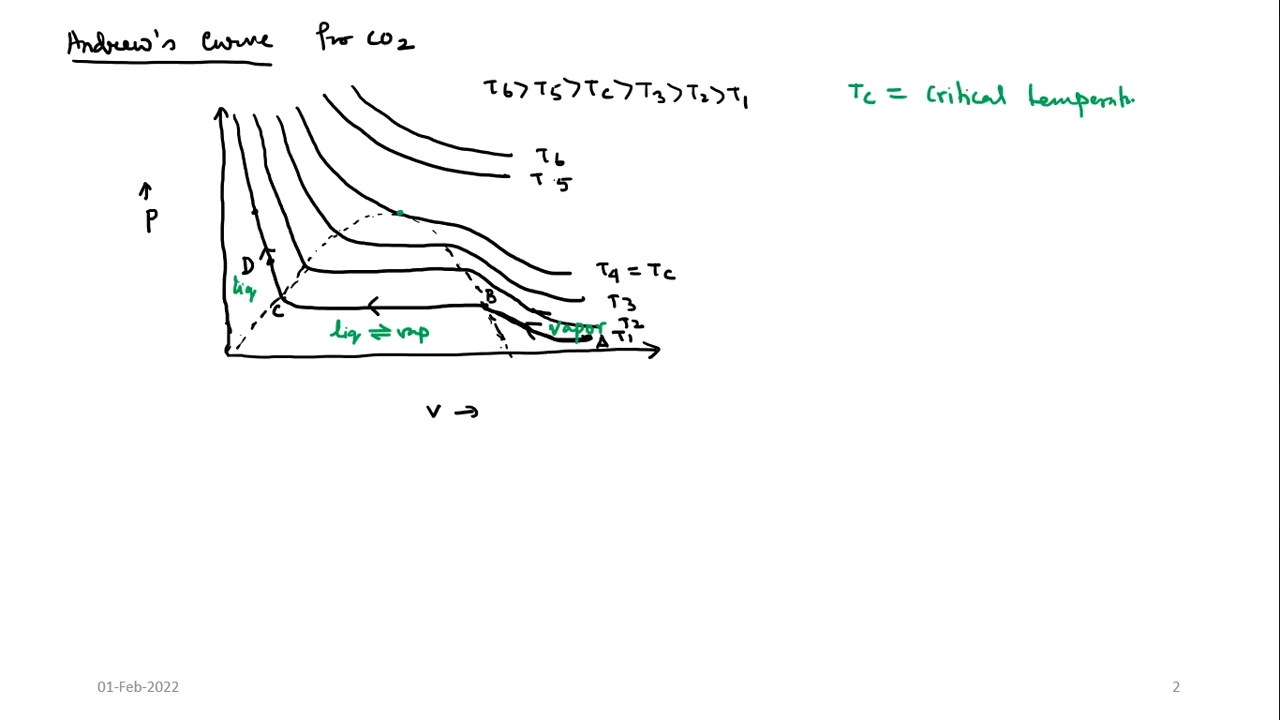 Andrew's Curve for CO2
T6 > T5 > Tc > T3 > T2 > T1
Tc = Critical temperat
T6
T5
↑
P
D
liq
C
B
T4 = Tc
T3
T2
vapor
T1
A
liq ⇌ vap
V →
01-Feb-2022
2